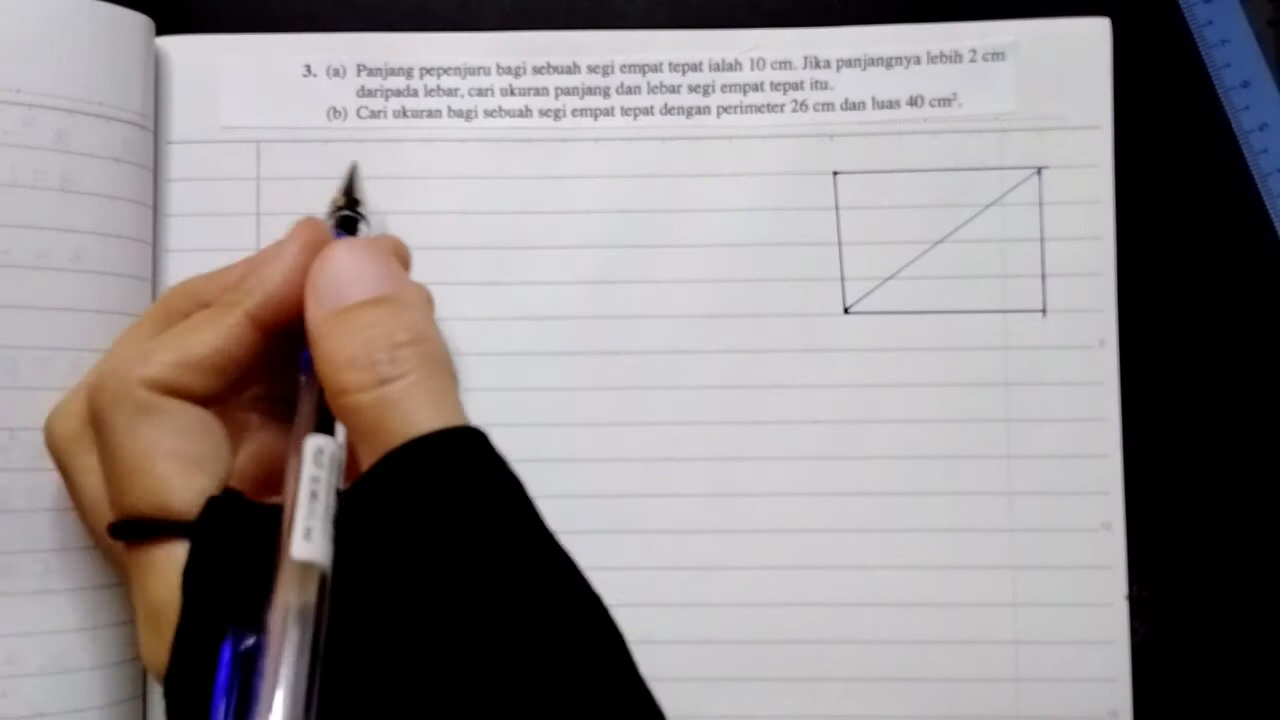 3. (a) Panjang pepenjuru bagi sebuah segi empat tepat ialah 10 cm. Jika panjangnya lebih 2 cm
daripada lebar, cari ukuran panjang dan lebar segi empat tepat itu.
(b) Cari ukuran bagi sebuah segi empat tepat dengan perimeter 26 cm dan luas 40 cm².